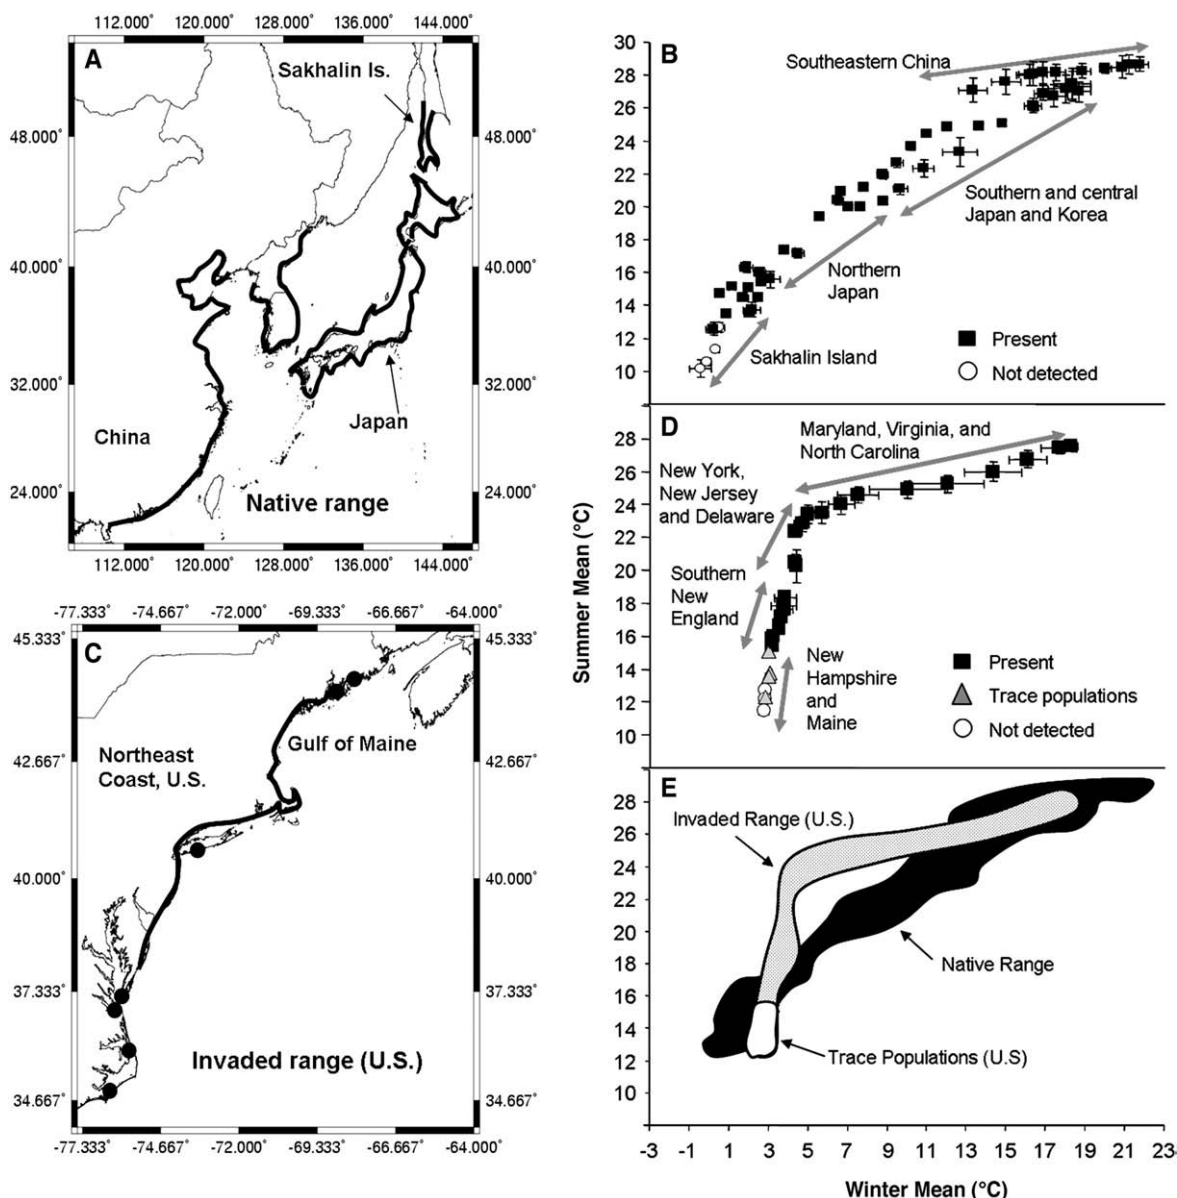 112.000° 120.000° 128.000° 136.000° 144.000°
A
Sakhalin Is.
48.000° 48.000°
40.000° 40.000°
32.000° 32.000°
Japan
China
24.000° 24.000°
Native range
112.000° 120.000° 128.000° 136.000° 144.000°
-77.333 -74.667 -72.000 -69.333 -66.667 -64.000
45.333° 45.333°
C
Gulf of Maine
Northeast
Coast, U.S.
42.667° 42.667°
40.000° 40.000°
37.333° 37.333°
Invaded range (U.S.)
34.667° 34.667°
-77.333 -74.667 -72.000 -69.333 -66.667 -64.000
B
30
28
26
24
22
20
18
16
14
12
10
Southeastern China
Southern and central
Japan and Korea
Northern
Japan
Sakhalin Island
Present
Not detected
Summer Mean (°C)
D
28
26
24
22
20
18
16
14
12
10
Maryland, Virginia, and
North Carolina
New York,
New Jersey
and Delaware
Southern
New
England
New
Hampshire
and
Maine
Present
Trace populations
Not detected
E
28
26
24
22
20
18
16
14
12
10
Invaded Range (U.S.)
Native Range
Trace Populations (U.S)
-3 -1 1 3 5 7 9 11 13 15 17 19 21 23
Winter Mean (°C)